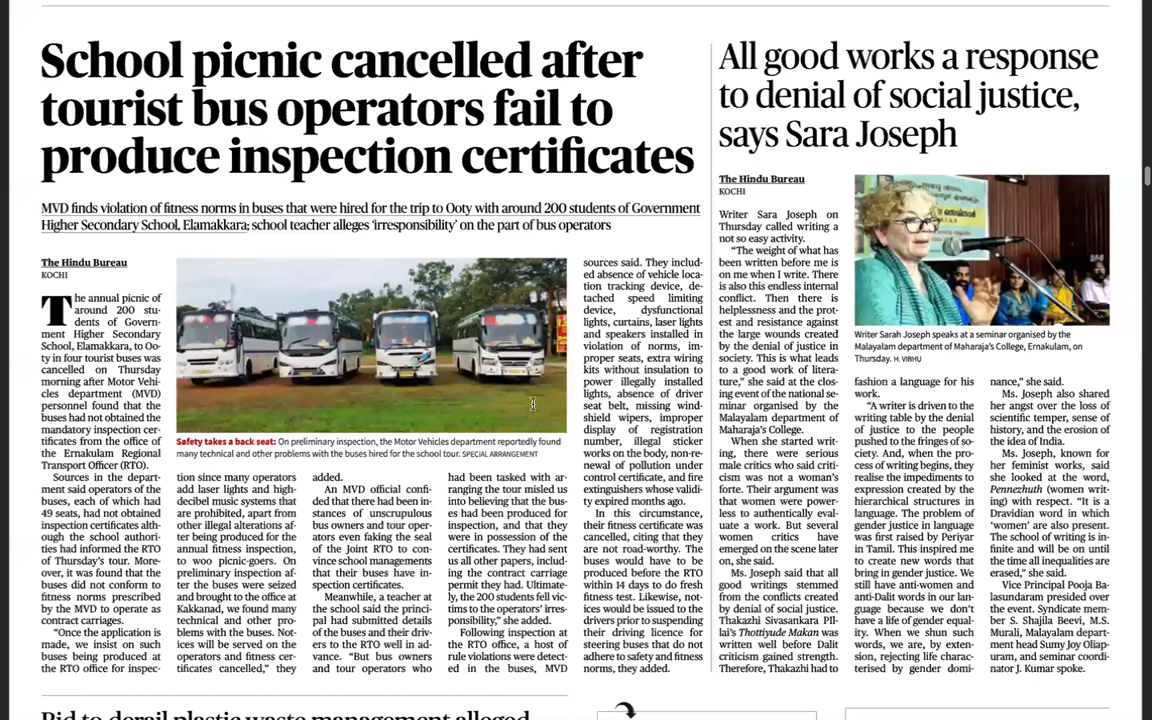 School picnic cancelled after
tourist bus operators fail to
produce inspection certificates
MVD finds violation of fitness norms in buses that were hired for the trip to Ooty with around 200 students of Government
Higher Secondary School, Elamakkara; school teacher alleges 'irresponsibility' on the part of bus operators
The Hindu Bureau
KOCHI
The annual picnic of
around 200 stu-
dents of Govern-
ment Higher Secondary
School, Elamakkara, to Oo-
ty in four tourist buses was
cancelled on Thursday
morning after Motor Vehi-
cles department (MVD)
personnel found that the
buses had not obtained the
mandatory inspection cer-
tificates from the office of
the Ernakulam Regional
Transport Officer (RTO).
Sources in the depart-
ment said operators of the
buses, each of which had
49 seats, had not obtained
inspection certificates alth-
ough the school authori-
ties had informed the RTO
of Thursday's tour. More-
over, it was found that the
buses did not conform to
fitness norms prescribed
by the MVD to operate as
contract carriages.
"Once the application is
made, we insist on such
buses being produced at
the RTO office for inspec-
Safety takes a back seat: On preliminary inspection, the Motor Vehicles department reportedly found
many technical and other problems with the buses hired for the school tour. SPECIAL ARRANGEMENT
tion since many operators
add laser lights and high-
decibel music systems that
are prohibited, apart from
other illegal alterations af-
ter being produced for the
annual fitness inspection,
to woo picnic-goers. On
preliminary inspection af-
ter the buses were seized
and brought to the office at
Kakkanad, we found many
technical and other pro-
blems with the buses. Not-
ices will be served on the
operators and fitness cer-
tificates cancelled," they
added.
An MVD official confi-
ded that there had been in-
stances of unscrupulous
bus owners and tour oper-
ators even faking the seal
of the Joint RTO to con-
vince school managements
that their buses have in-
spection certificates.
Meanwhile, a teacher at
the school said the princi-
pal had submitted details
of the buses and their driv-
ers to the RTO well in ad-
vance. "But bus owners
and tour operators who
had been tasked with ar-
ranging the tour misled us
into believing that the bus-
es had been produced for
inspection, and that they
were in possession of the
certificates. They had sent
us all other papers, includ-
ing the contract carriage
permit they had. Ultimate-
ly, the 200 students fell vic-
tims to the operators' irres-
ponsibility," she added.
Following inspection at
the RTO office, a host of
rule violations were detect-
ed in the buses, MVD
sources said. They includ-
ed absence of vehicle loca-
tion tracking device, de-
tached speed limiting
device, dysfunctional
lights, curtains, laser lights
and speakers installed in
violation of norms, im-
proper seats, extra wiring
kits without insulation to
power illegally installed
lights, absence of driver
seat belt, missing wind-
shield wipers, improper
display of registration
number, illegal sticker
works on the body, non-re-
newal of pollution under
control certificate, and fire
extinguishers whose validi-
ty expired months ago.
In this circumstance,
their fitness certificate was
cancelled, citing that they
are not road-worthy. The
buses would have to be
produced before the RTO
within 14 days to do fresh
fitness test. Likewise, not-
ices would be issued to the
drivers prior to suspending
their driving licence for
steering buses that do not
adhere to safety and fitness
norms, they added.
All good works a response
to denial of social justice,
says Sara Joseph
The Hindu Bureau
KOCHI
Writer Sara Joseph on
Thursday called writing a
not so easy activity.
"The weight of what has
been written before me is
on me when I write. There
is also this endless internal
conflict. Then there is
helplessness and the prot-
est and resistance against
the large wounds created
by the denial of justice in
society. This is what leads
to a good work of litera-
ture," she said at the clos-
ing event of the national se-
minar organised by the
Malayalam department of
Maharaja's College.
When she started writ-
ing, there were serious
male critics who said criti-
cism was not a woman's
forte. Their argument was
that women were power-
less to authentically eval-
uate a work. But several
women critics have
emerged on the scene later
on, she said.
Ms. Joseph said that all
good writings stemmed
from the conflicts created
by denial of social justice.
Thakazhi Sivasankara PIl-
lai's Thottiyude Makan was
written well before Dalit
criticism gained strength.
Therefore, Thakazhi had to
Writer Sarah Joseph speaks at a seminar organised by the
Malayalam department of Maharaja's College, Ernakulam, on
Thursday. H. VIBHU
fashion a language for his
work.
"A writer is driven to the
writing table by the denial
of justice to the people
pushed to the fringes of so-
ciety. And, when the pro-
cess of writing begins, they
realise the impediments to
expression created by the
hierarchical structures in
language. The problem of
gender justice in language
was first raised by Periyar
in Tamil. This inspired me
to create new words that
bring in gender justice. We
still have anti-women and
anti-Dalit words in our lan-
guage because we don't
have a life of gender equal-
ity. When we shun such
words, we are, by exten-
sion, rejecting life charac-
terised by gender domi-
nance," she said.
Ms. Joseph also shared
her angst over the loss of
scientific temper, sense of
history, and the erosion of
the idea of India.
Ms. Joseph, known for
her feminist works, said
she looked at the word,
Pennezhuth (women writ-
ing) with respect. "It is a
Dravidian word in which
'women' are also present.
The school of writing is in-
finite and will be on until
the time all inequalities are
erased," she said.
Vice Principal Pooja Ba-
lasundaram presided over
the event. Syndicate mem-
ber S. Shajila Beevi, M.S.
Murali, Malayalam depart-
ment head Sumy Joy Oliap-
uram, and seminar coordi-
nator J. Kumar spoke.
Bid to derail plastic waste management alleged